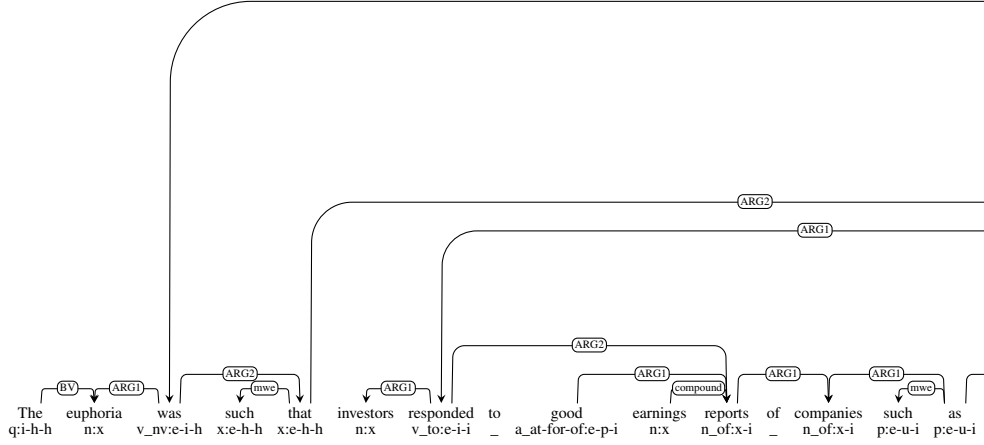 ARG2
ARG1
ARG2
BV ARG1 ARG2 mwe ARG1 ARG1 compound ARG1 ARG1 mwe
The euphoria was such that investors responded to good earnings reports of companies such as
q:i-h-h n:x v_nv:e-i-h x:e-h-h x:e-h-h n:x v_to:e-i-i _ a_at-for-of:e-p-i n:x n_of:x-i _ n_of:x-i p:e-u-i p:e-u-i